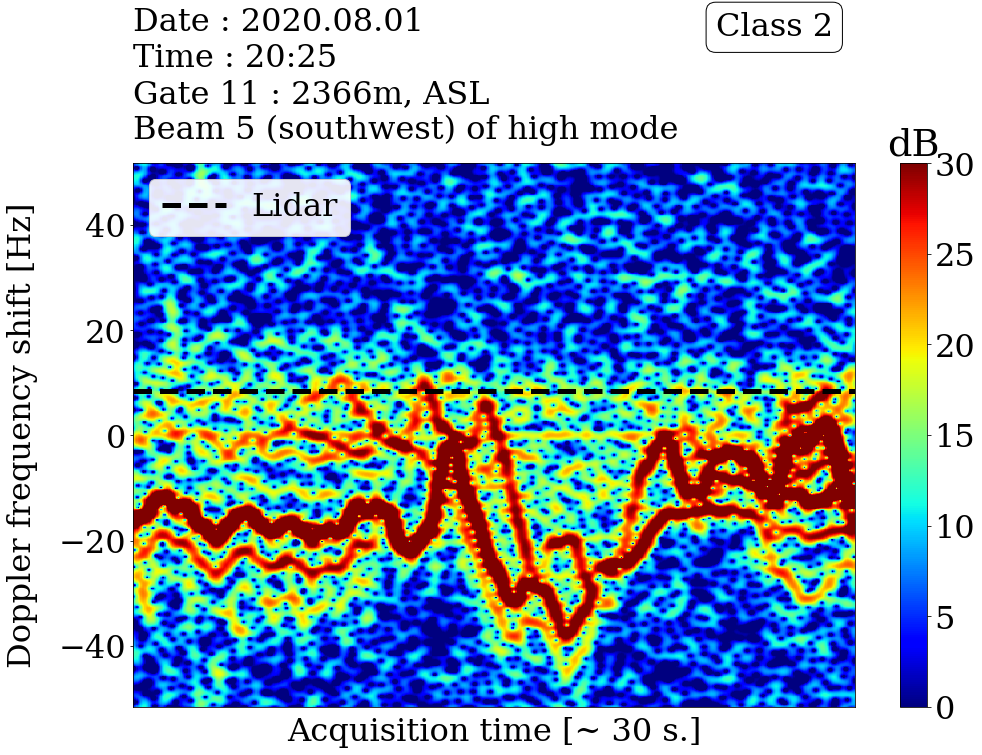 Date : 2020.08.01
Time : 20:25
Gate 11 : 2366m, ASL
Beam 5 (southwest) of high mode
Class 2
dB
Lidar
Doppler frequency shift [Hz]
40
20
0
−20
−40
Acquisition time [~ 30 s.]
30
25
20
15
10
5
0